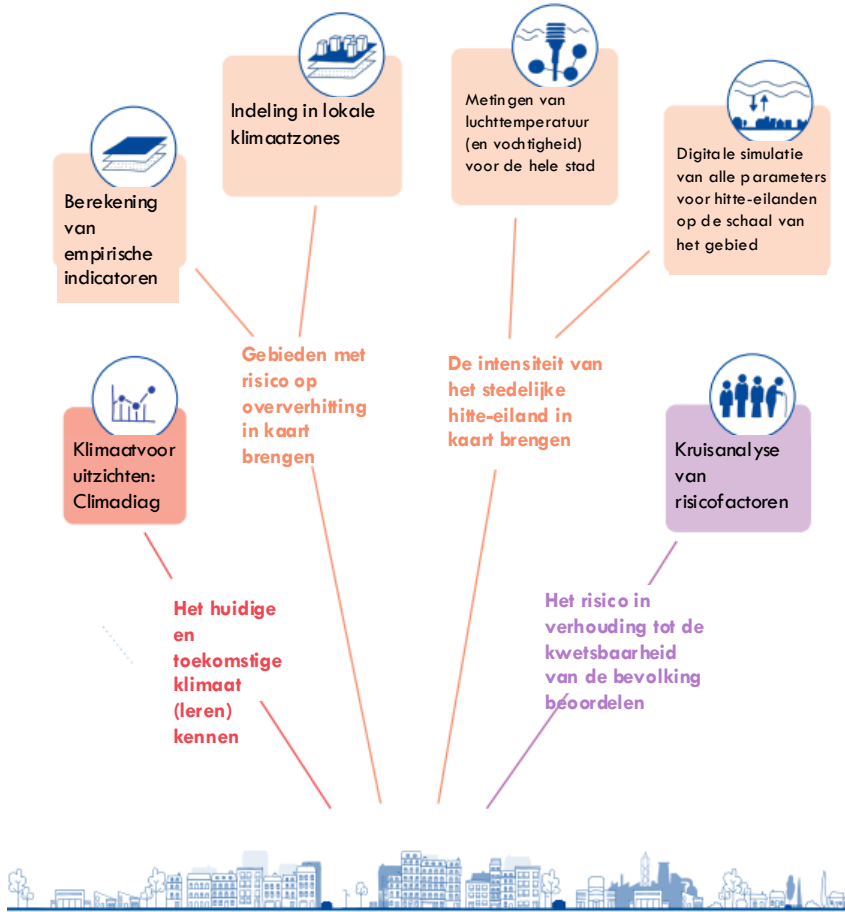 Indeling in lokale
klimaatzones
Metingen van
luchttemperatuur
(en vochtigheid)
voor de hele stad
Digitale simulatie
van alle parameters
voor hitte-eilanden
op de schaal van
het gebied
Berekening
van
empirische
indicatoren
Gebieden met
risico op
oververhitting
in kaart
brengen
De intensiteit van
het stedelijke
hitte-eiland in
kaart brengen
Klimaatvoor
uitzichten:
Climadiag
Kruisanalyse
van
risicofactoren
Het huidige
en
toekomstige
klimaat
(leren)
kennen
Het risico in
verhouding tot de
kwetsbaarheid
van de bevolking
beoordelen